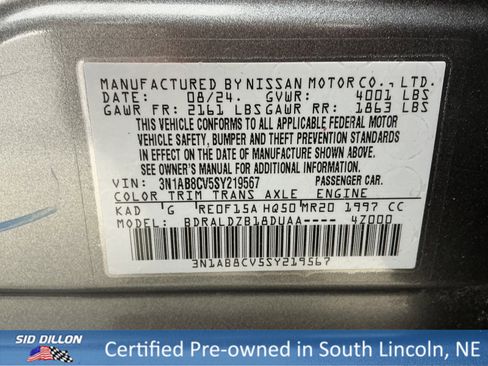 MANUFACTURED BY NISSAN MOTOR CO., LTD.
DATE: 08/24. GVWR: 4001 LBS
GAWR FR: 2161 LBS GAWR RR: 1863 LBS
THIS VEHICLE CONFORMS TO ALL APPLICABLE FEDERAL MOTOR
VEHICLE SAFETY, BUMPER, AND THEFT PREVENTION STANDARDS
IN EFFECT ON THE DATE OF MANUFACTURE SHOWN ABOVE.
SEE OWNER'S MANUAL FOR ADDITIONAL INFORMATION.
VIN: 3N1AB8CV5SY219567 PASSENGER CAR.
COLOR TRIM TRANS AXLE ENGINE
KAD G RE0F15A HQ50 MR20 1997 CC
MODEL: BDRALDZB18DUAA---- 4Z000
3N1AB8CV5SY219567
SID DILLON
Certified Pre-owned in South Lincoln, NE